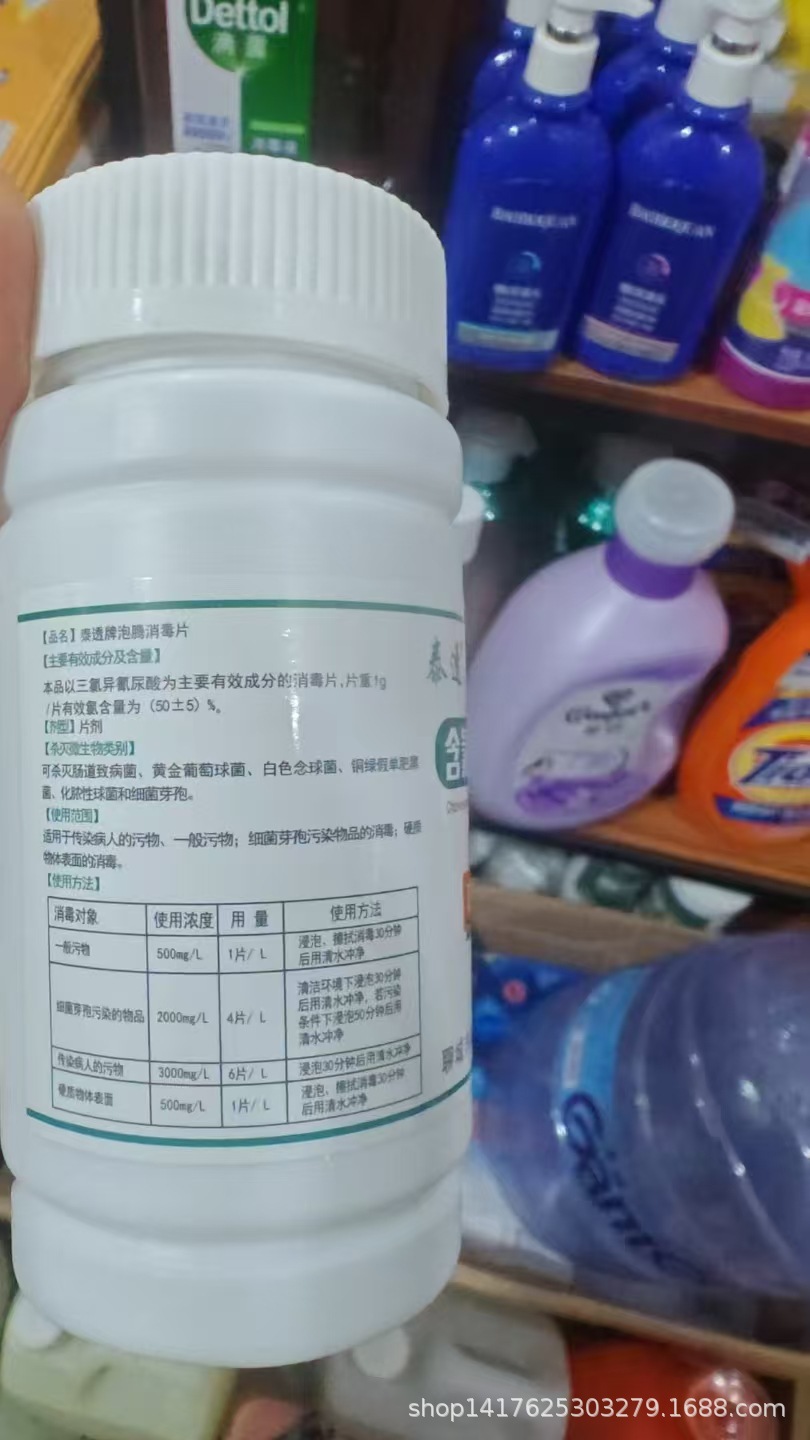 Dettol
滴露
【品名】泰透牌泡腾消毒片
【主要有效成分及含量】
本品以三氯异氰尿酸为主要有效成分的消毒片,片重1g
/片有效氯含量为（50±5）%。
【剂型】片剂
【杀灭微生物类别】
可杀灭肠道致病菌、黄金葡萄球菌、白色念球菌、铜绿假单胞菌
菌、化脓性球菌和细菌芽孢。
【使用范围】
适用于传染病人的污物、一般污物；细菌芽孢污染物品的消毒；硬质
物体表面的消毒。
【使用方法】
消毒对象 使用浓度 用 量 使用方法
一般污物 500mg/L 1片/ L 浸泡、擦拭消毒30分钟
后用清水冲净
细菌芽孢污染的物品 2000mg/L 4片/ L 清洁环境下浸泡30分钟
后用清水冲净，若污染
条件下浸泡50分钟后用
清水冲净
传染病人的污物 3000mg/L 6片/ L 浸泡30分钟后用清水冲净
硬质物体表面 500mg/L 1片/ L 浸泡、擦拭消毒30分钟
后用清水冲净
泰透
含
聊城
shop1417625303279.1688.com